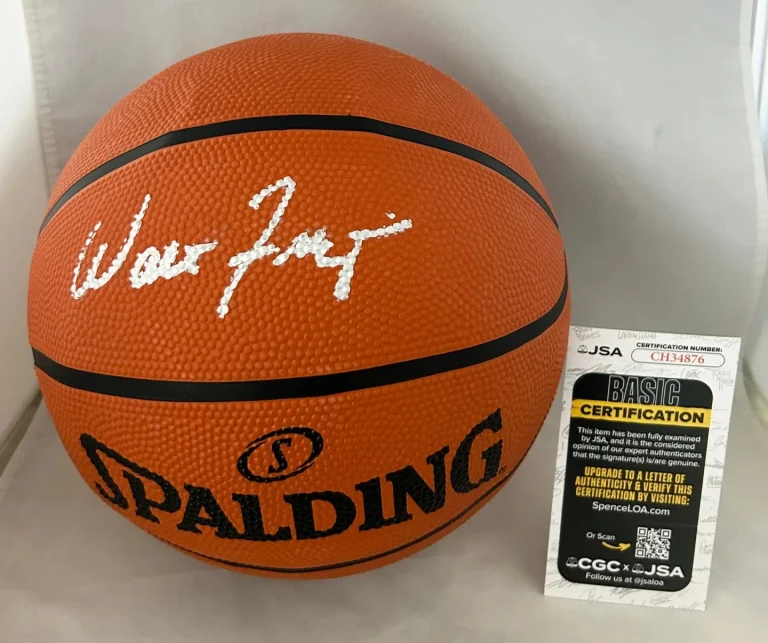 Walt Frazier
S
SPALDING
JSA
CERTIFICATION NUMBER:
CH34876
BASIC
CERTIFICATION
This item has been fully examined
by JSA, and it is the considered
opinion of our expert authenticators
that the signature(s) is/are genuine.
UPGRADE TO A LETTER OF
AUTHENTICITY & VERIFY THIS
CERTIFICATION BY VISITING:
SpenceLOA.com
Or Scan
CGC x JSA
Follow us at @jsaloa